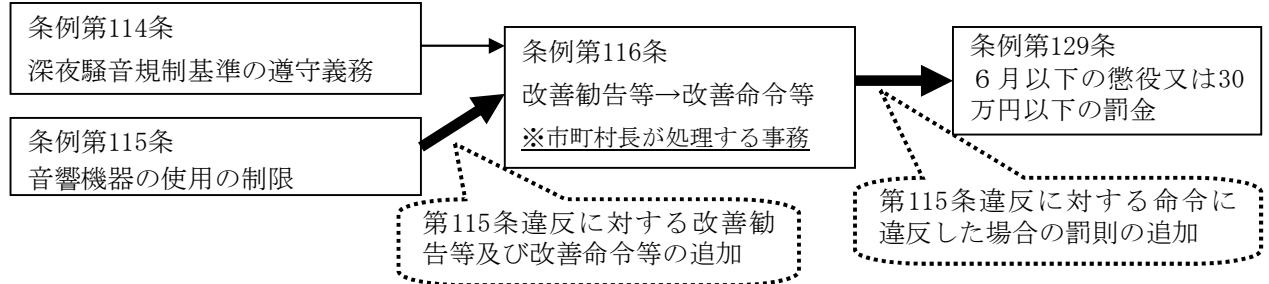 条例第114条
深夜騒音規制基準の遵守義務
条例第115条
音響機器の使用の制限
条例第116条
改善勧告等→改善命令等
※市町村長が処理する事務
条例第129条
６月以下の懲役又は30
万円以下の罰金
第115条違反に対する改善勧
告等及び改善命令等の追加
第115条違反に対する命令に
違反した場合の罰則の追加